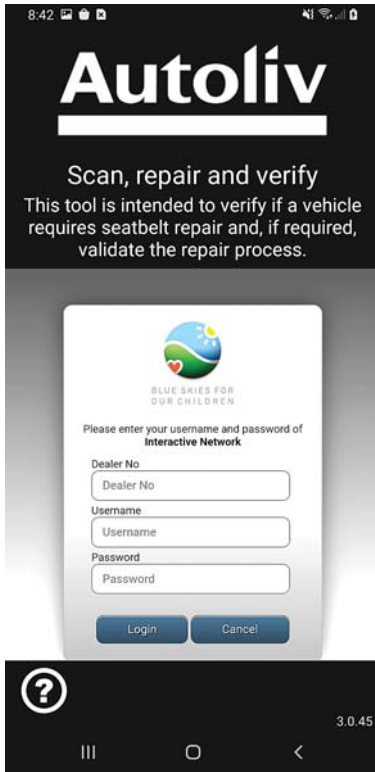 8:42
Autoliv
Scan, repair and verify
This tool is intended to verify if a vehicle
requires seatbelt repair and, if required,
validate the repair process.
BLUE SKIES FOR
OUR CHILDREN
Please enter your username and password of
Interactive Network
Dealer No
Dealer No
Username
Username
Password
Password
Login Cancel
?
3.0.45